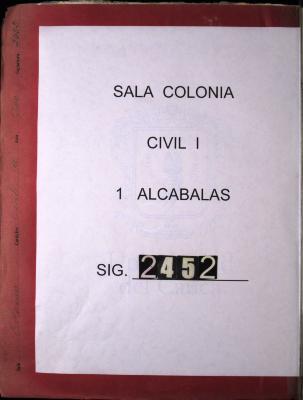 SALA COLONIA
CIVIL I
1 ALCABALAS
SIG. 2452